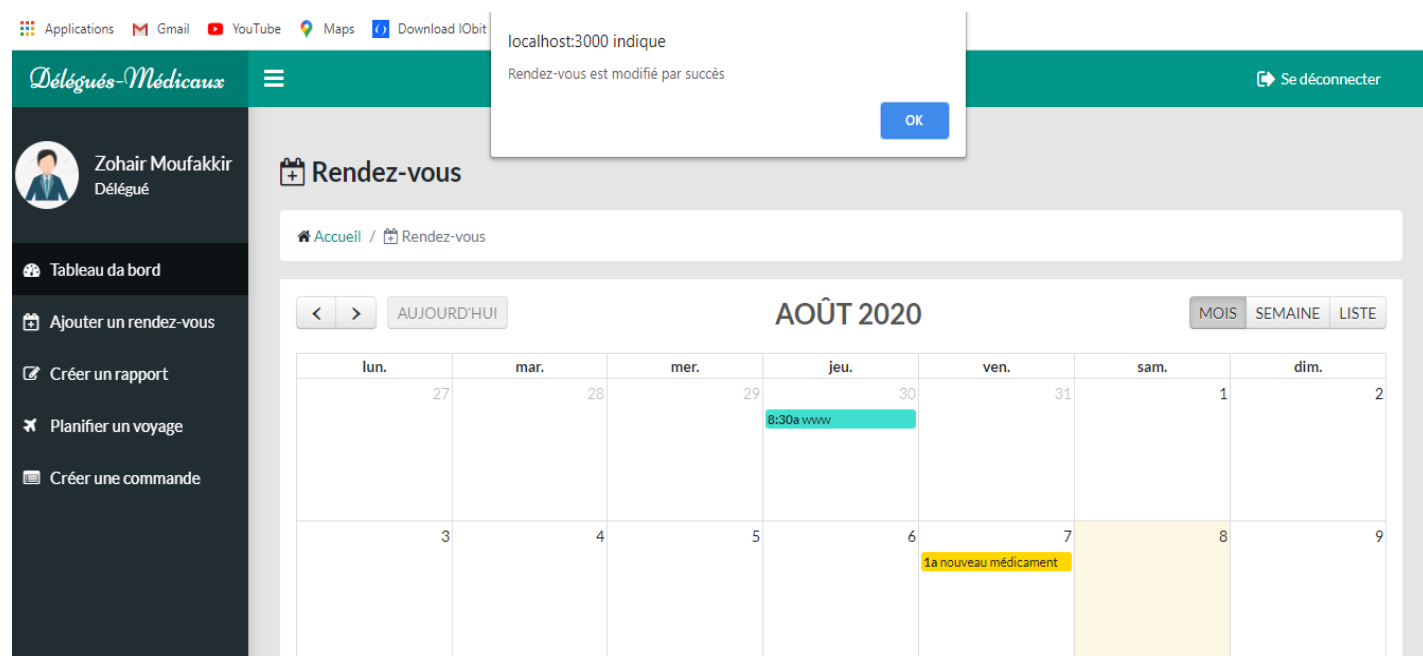 Applications Gmail YouTube Maps Download IObit
localhost:3000 indique
Rendez-vous est modifié par succès
OK
Délégués-Médicaux
Se déconnecter
Zohair Moufakkir
Délégué
Tableau da bord
Ajouter un rendez-vous
Créer un rapport
Planifier un voyage
Créer une commande
Rendez-vous
Accueil / Rendez-vous
< > AUJOURD'HUI AOÛT 2020 MOIS SEMAINE LISTE
lun. mar. mer. jeu. ven. sam. dim.
27 28 29 30 31 1 2
8:30a www
3 4 5 6 7 8 9
1a nouveau médicament